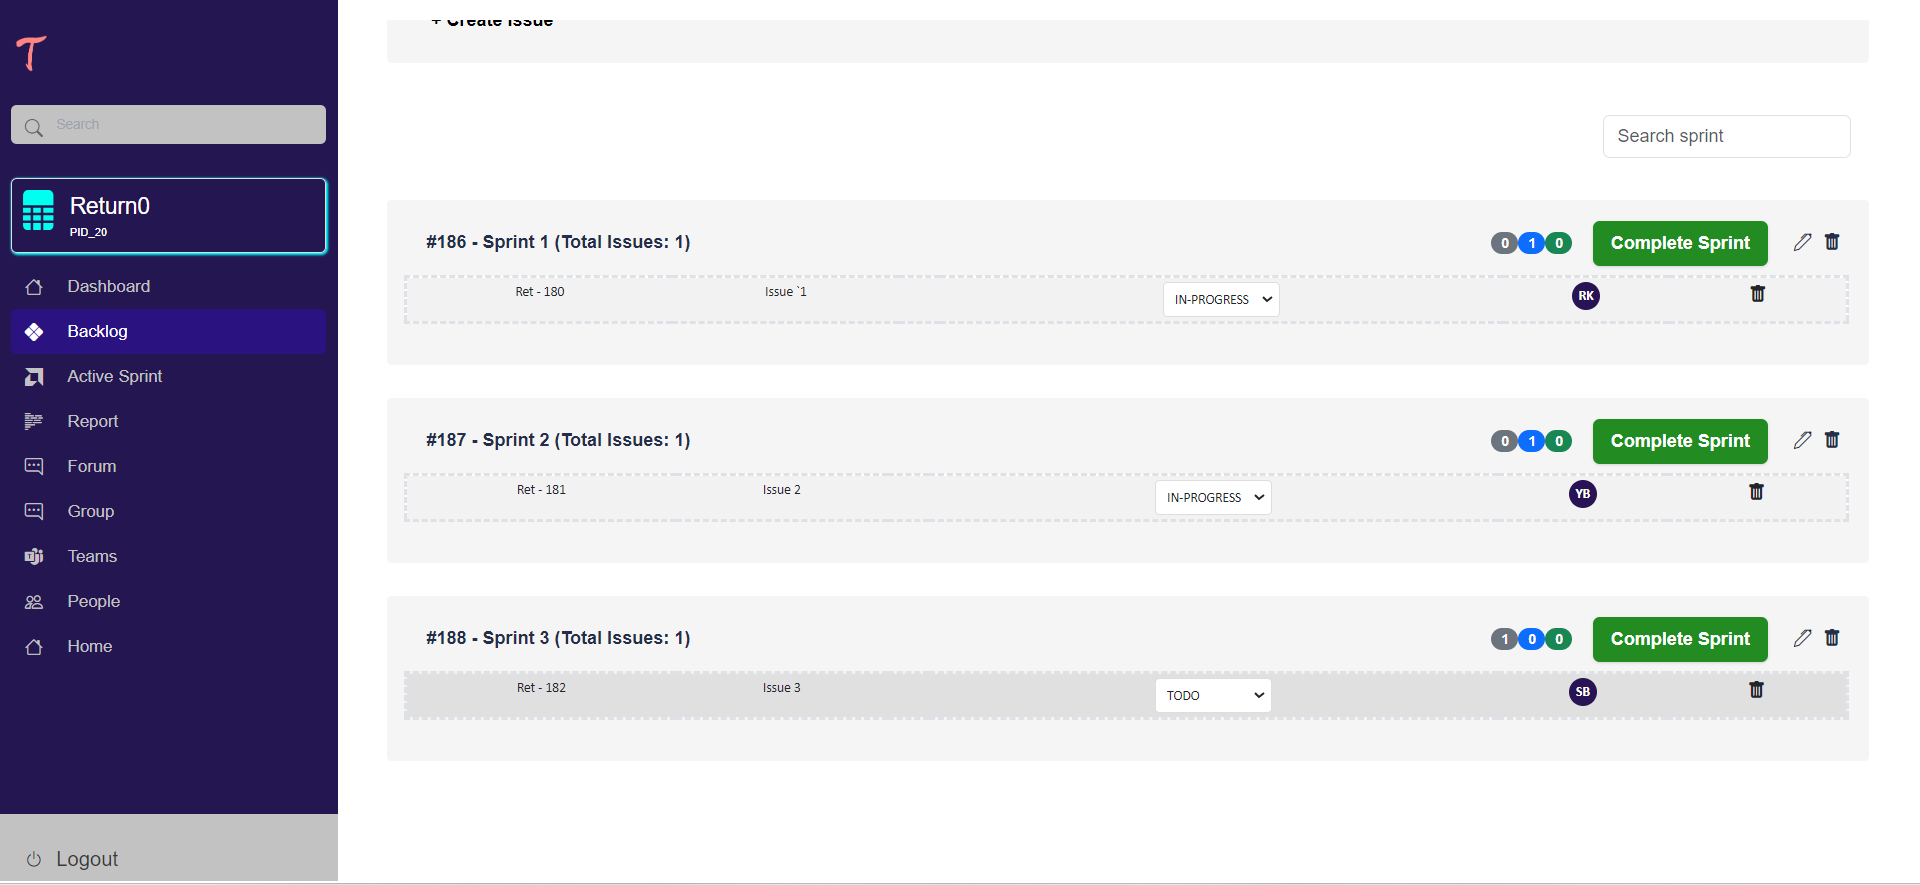 T
Search
Return0
PID_20
Dashboard
Backlog
Active Sprint
Report
Forum
Group
Teams
People
Home
Logout
+ Create Issue
Search sprint
#186 - Sprint 1 (Total Issues: 1)
0 1 0
Complete Sprint
Ret - 180
Issue `1
IN-PROGRESS
RK
#187 - Sprint 2 (Total Issues: 1)
0 1 0
Complete Sprint
Ret - 181
Issue 2
IN-PROGRESS
YB
#188 - Sprint 3 (Total Issues: 1)
1 0 0
Complete Sprint
Ret - 182
Issue 3
TODO
SB